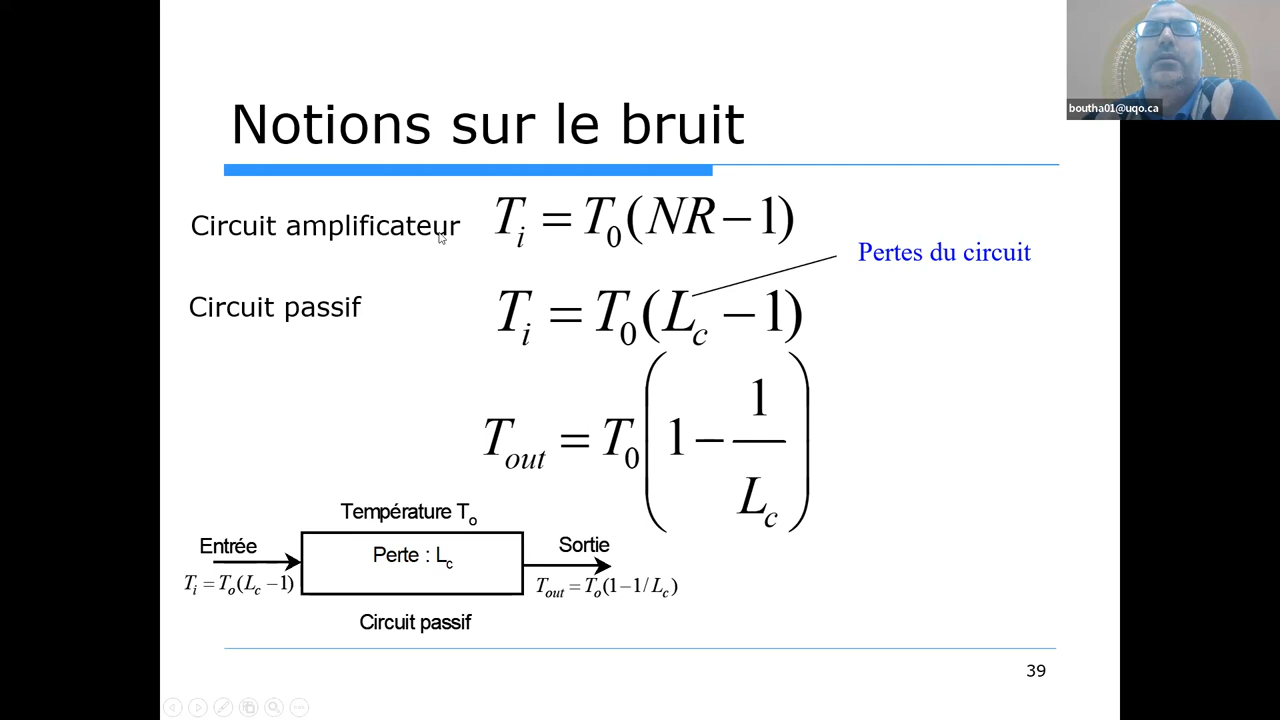 boutha01@uqo.ca
Notions sur le bruit
Circuit amplificateur
T_i = T_0(NR − 1)
Pertes du circuit
Circuit passif
T_i = T_0(L_c − 1)
T_out = T_0(1 − 1/L_c)
Température T_o
Entrée
Perte : L_c
Sortie
T_i = T_o(L_c − 1)
T_out = T_o(1 − 1/L_c)
Circuit passif
39